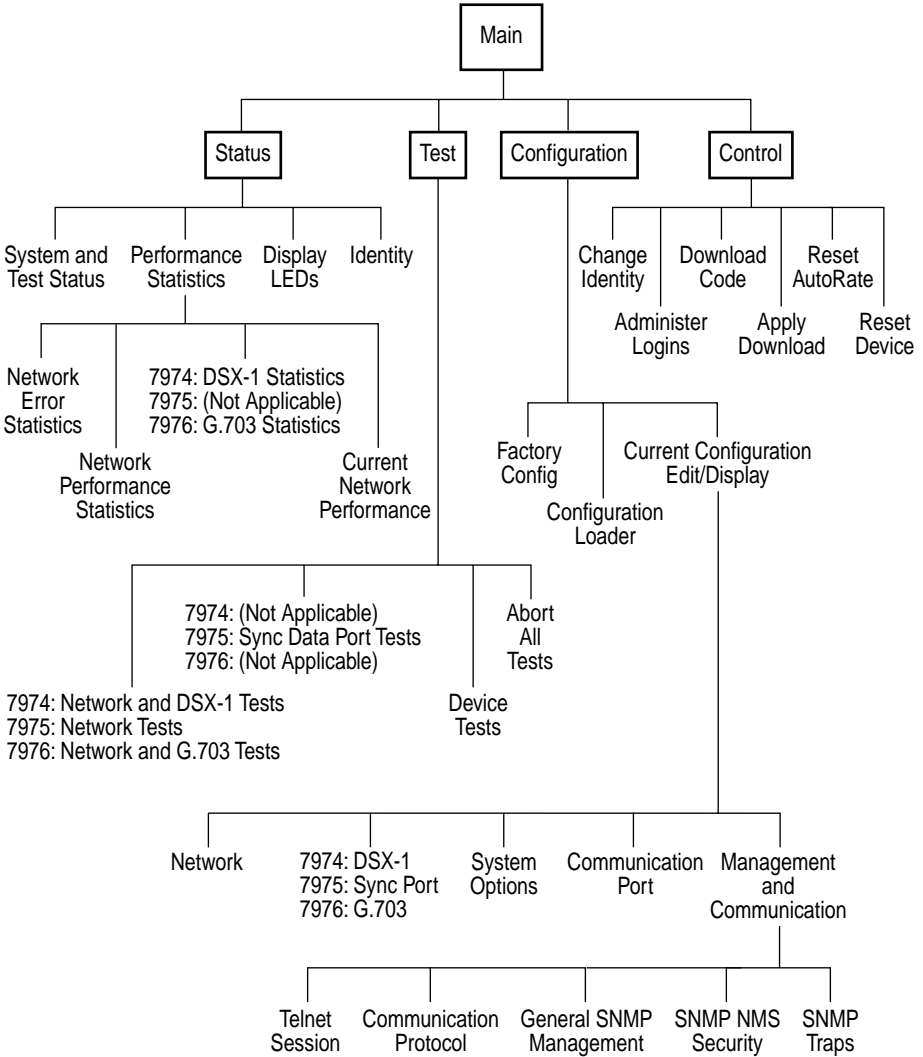 Main
Status
Test
Configuration
Control
System and
Test Status
Performance
Statistics
Display
LEDs
Identity
Change
Identity
Download
Code
Reset
AutoRate
Administer
Logins
Apply
Download
Reset
Device
Network
Error
Statistics
7974: DSX-1 Statistics
7975: (Not Applicable)
7976: G.703 Statistics
Network
Performance
Statistics
Current
Network
Performance
Factory
Config
Current Configuration
Edit/Display
Configuration
Loader
7974: (Not Applicable)
7975: Sync Data Port Tests
7976: (Not Applicable)
Abort
All
Tests
7974: Network and DSX-1 Tests
7975: Network Tests
7976: Network and G.703 Tests
Device
Tests
Network
7974: DSX-1
7975: Sync Port
7976: G.703
System
Options
Communication
Port
Management
and
Communication
Telnet
Session
Communication
Protocol
General SNMP
Management
SNMP NMS
Security
SNMP
Traps